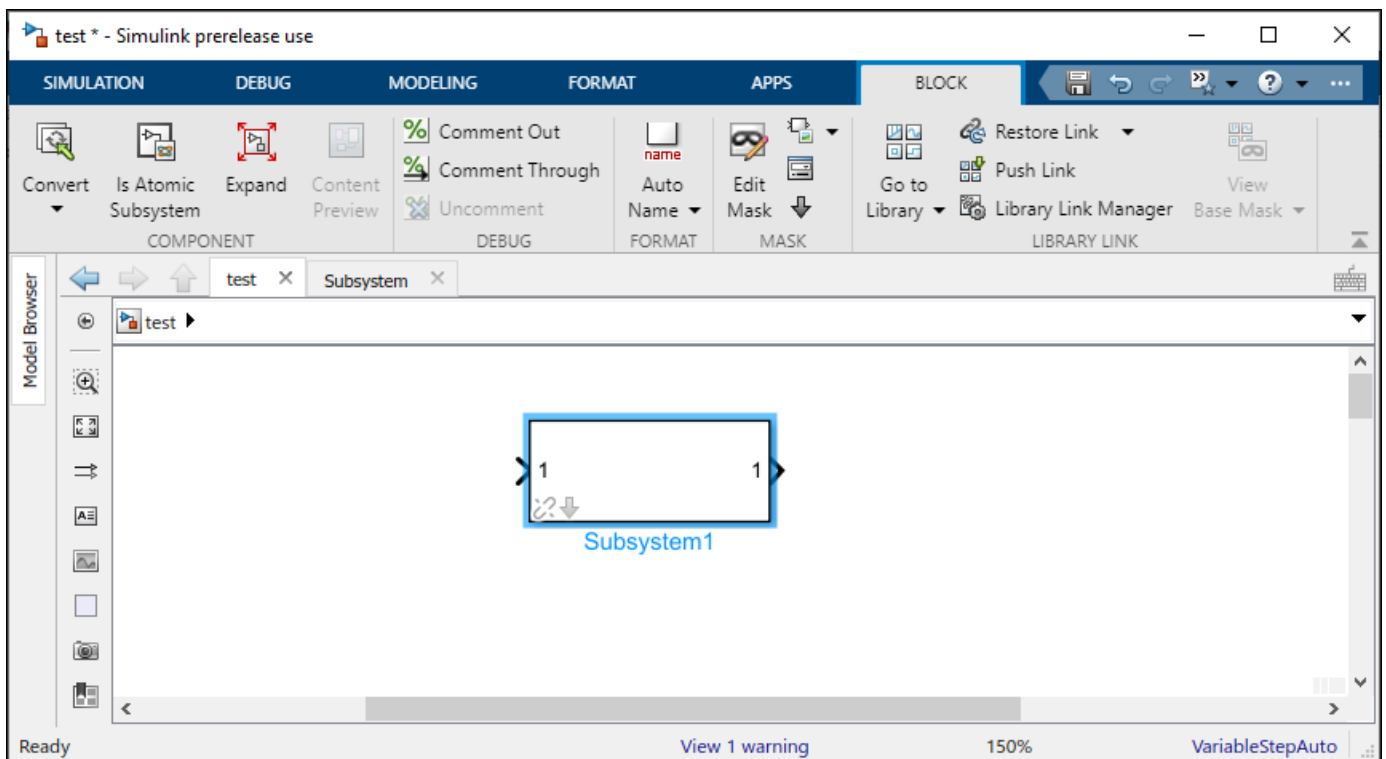 test * - Simulink prerelease use
SIMULATION DEBUG MODELING FORMAT APPS BLOCK
Convert
Is Atomic
Subsystem
Expand
Content
Preview
COMPONENT
Comment Out
Comment Through
Uncomment
DEBUG
name
Auto
Name
FORMAT
Edit
Mask
MASK
Go to
Library
Restore Link
Push Link
Library Link Manager
View
Base Mask
LIBRARY LINK
Model Browser
test Subsystem
test
1 1
Subsystem1
Ready View 1 warning 150% VariableStepAuto